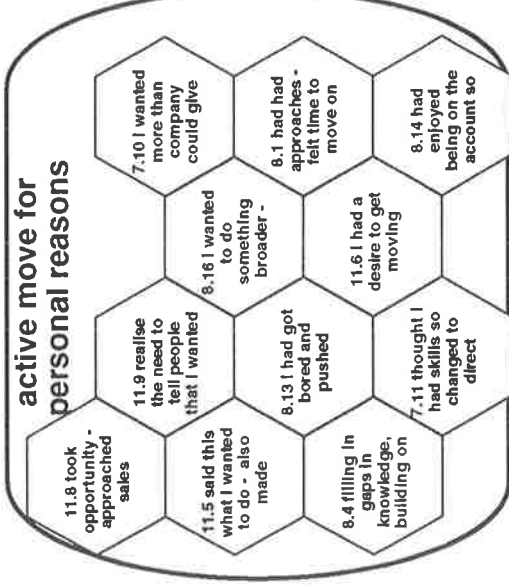 active move for
personal reasons
11.8 took
opportunity -
approached
sales
11.5 said this
what I wanted
to do - also
made
8.4 filling in
gaps in
knowledge,
building on
11.9 realise
the need to
tell people
that I wanted
8.13 I had got
bored and
pushed
7.11 thought I
had skills so
changed to
direct
8.16 I wanted
to do
something
broader -
11.6 I had a
desire to get
moving
7.10 I wanted
more than
company
could give
8.1 had had
approaches -
felt time to
move on
8.14 had
enjoyed
being on the
account so